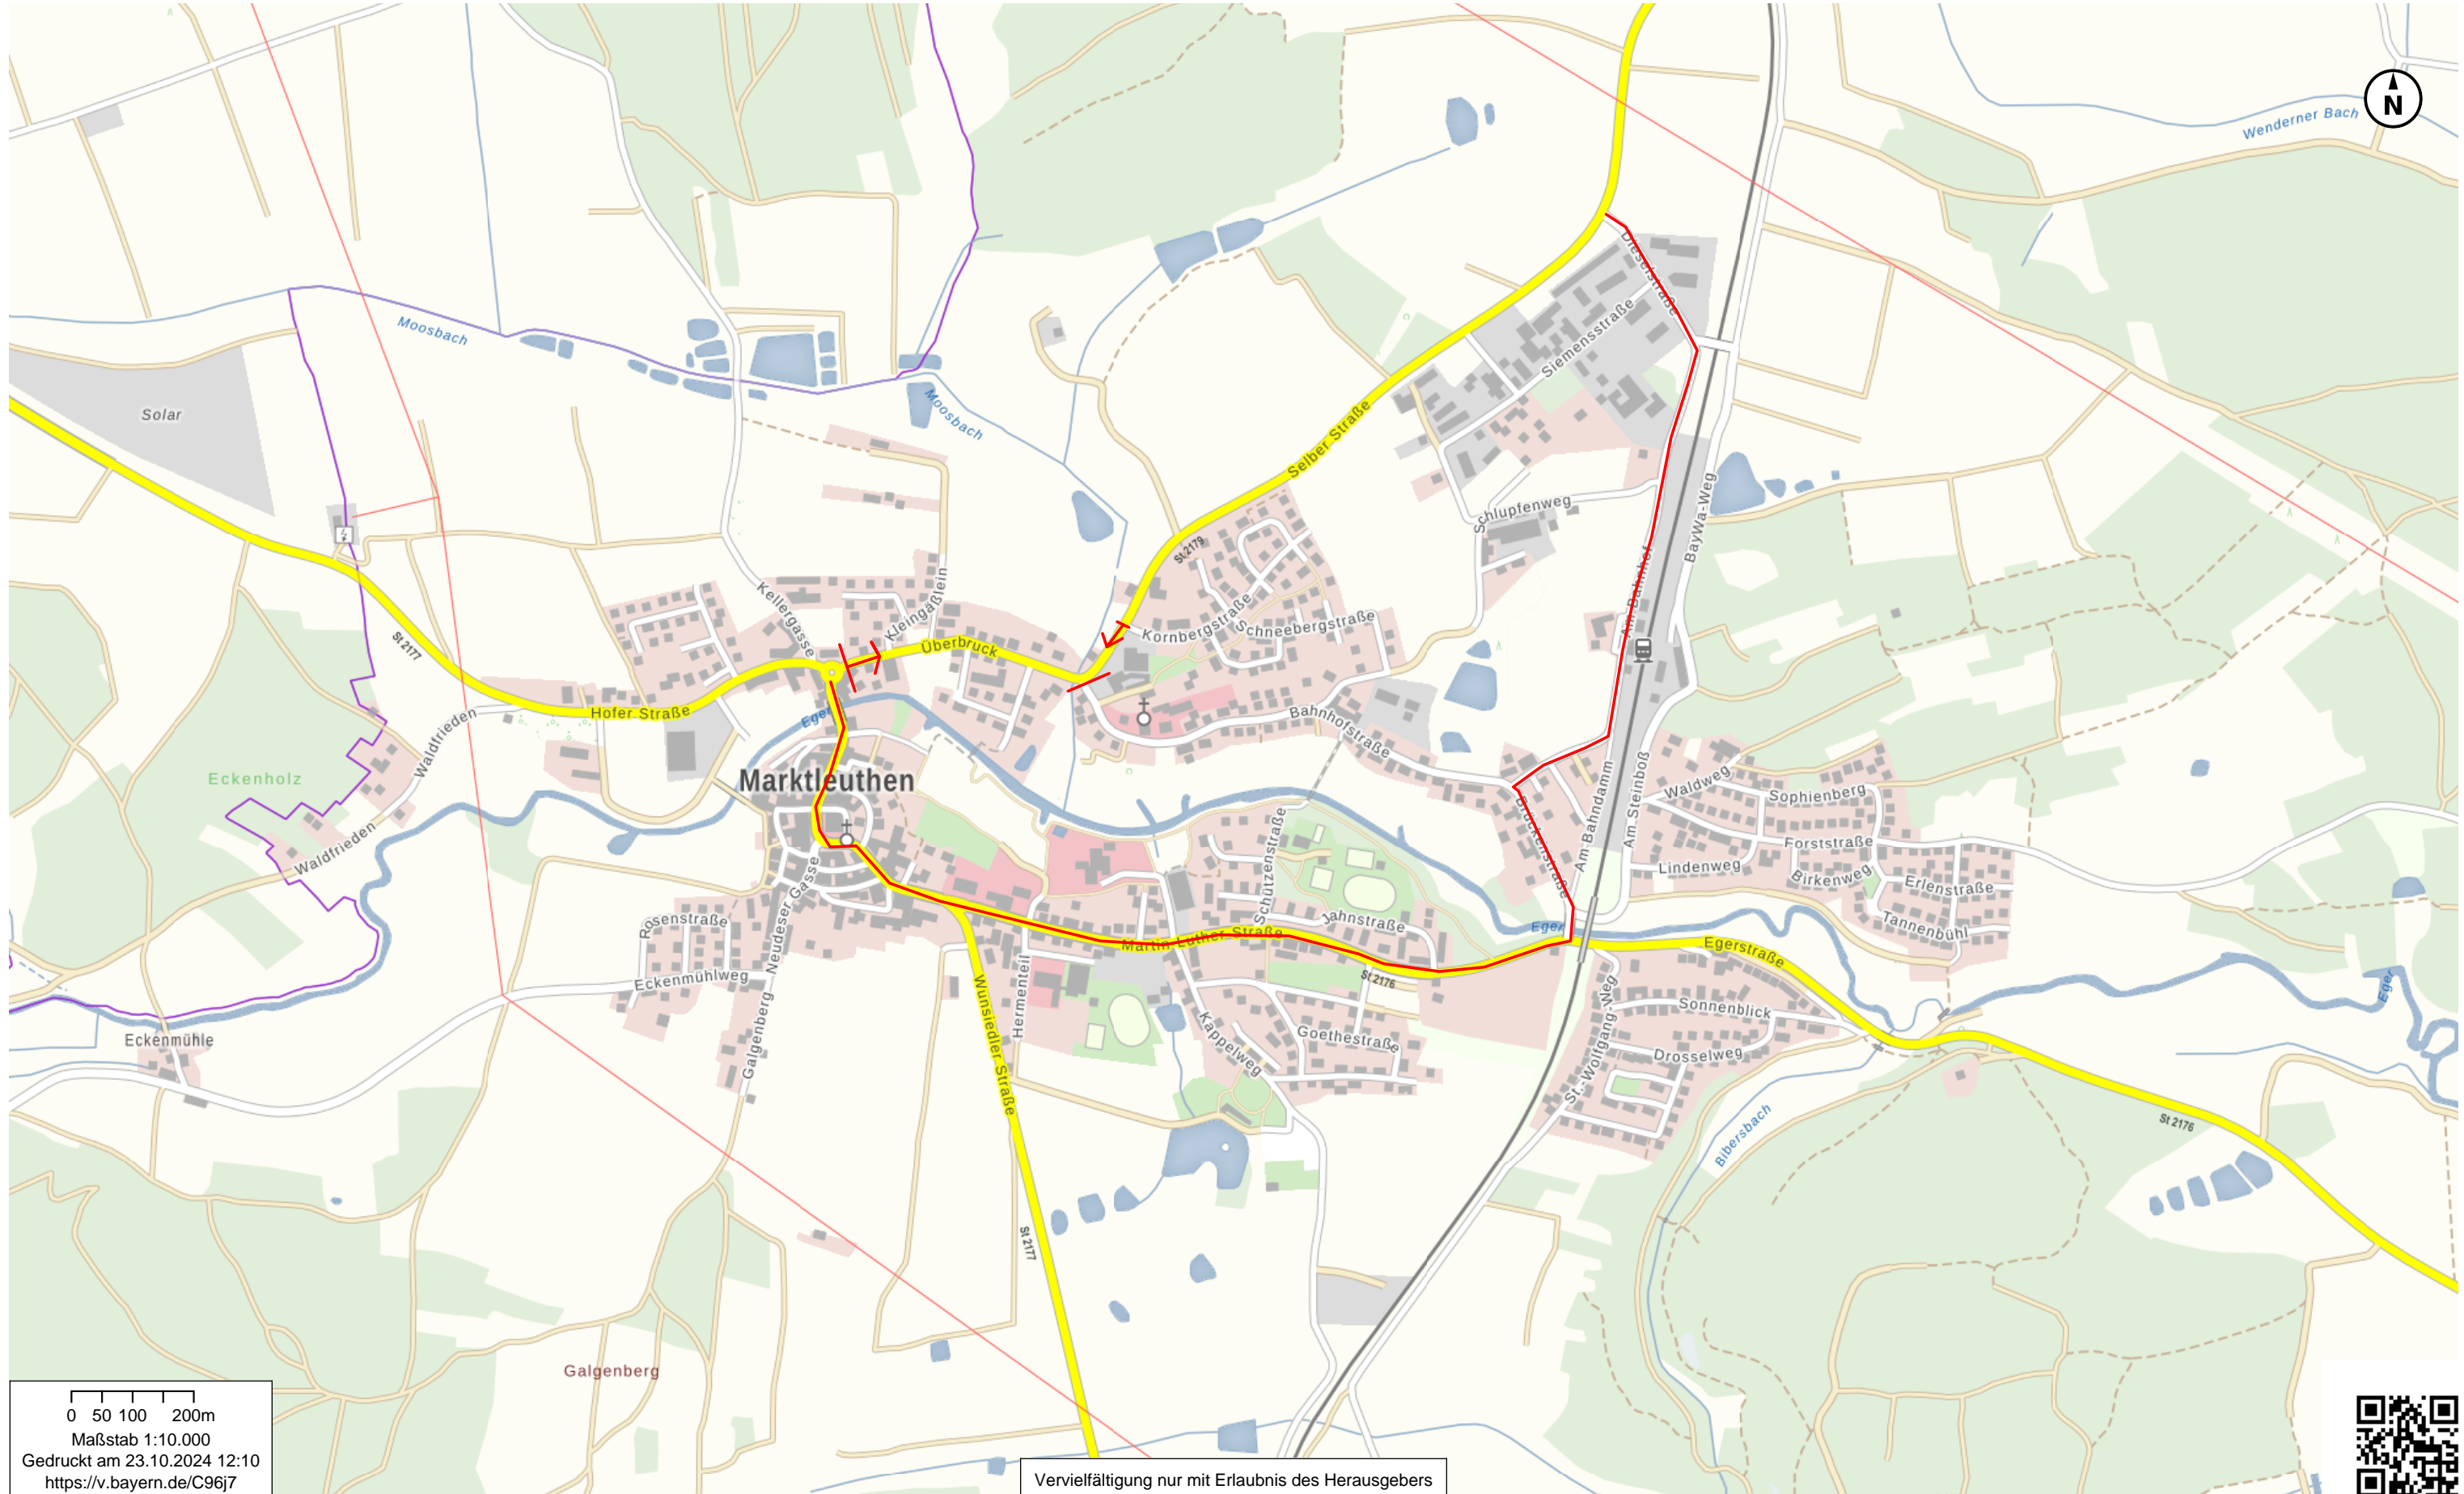 Wenderner Bach
N
Dieselstraße
Siemensstraße
Moosbach
Moosbach
Solar
Selber Straße
Schlupfenweg
BayWa-Weg
St 2179
Am Bahnhof
Kellergasse
Kleingäßlein
Kornbergstraße
Schneebergstraße
Überbruck
St 2177
Hofer Straße
Eger
Bahnhofstraße
Waldfrieden
Eckenholz
Marktleuthen
Waldweg
Sophienberg
Am Bahndamm
Am Steinboß
Brückenstraße
Waldfrieden
Schützenstraße
Forststraße
Lindenweg
Birkenweg
Erlenstraße
Rosenstraße
Neudeser Gasse
Jahnstraße
Tannenbühl
Eger
Martin-Luther-Straße
Egerstraße
St 2176
Eckenmühlweg
Hermenteil
Wunsiedler Straße
Eger
Sonnenblick
Galgenberg
Kappelweg
Goethestraße
St.-Wolfgang-Weg
Eckenmühle
Drosselweg
Bibersbach
St 2176
St 2177
Galgenberg
0 50 100 200m
Maßstab 1:10.000
Gedruckt am 23.10.2024 12:10
https://v.bayern.de/C96j7
Vervielfältigung nur mit Erlaubnis des Herausgebers